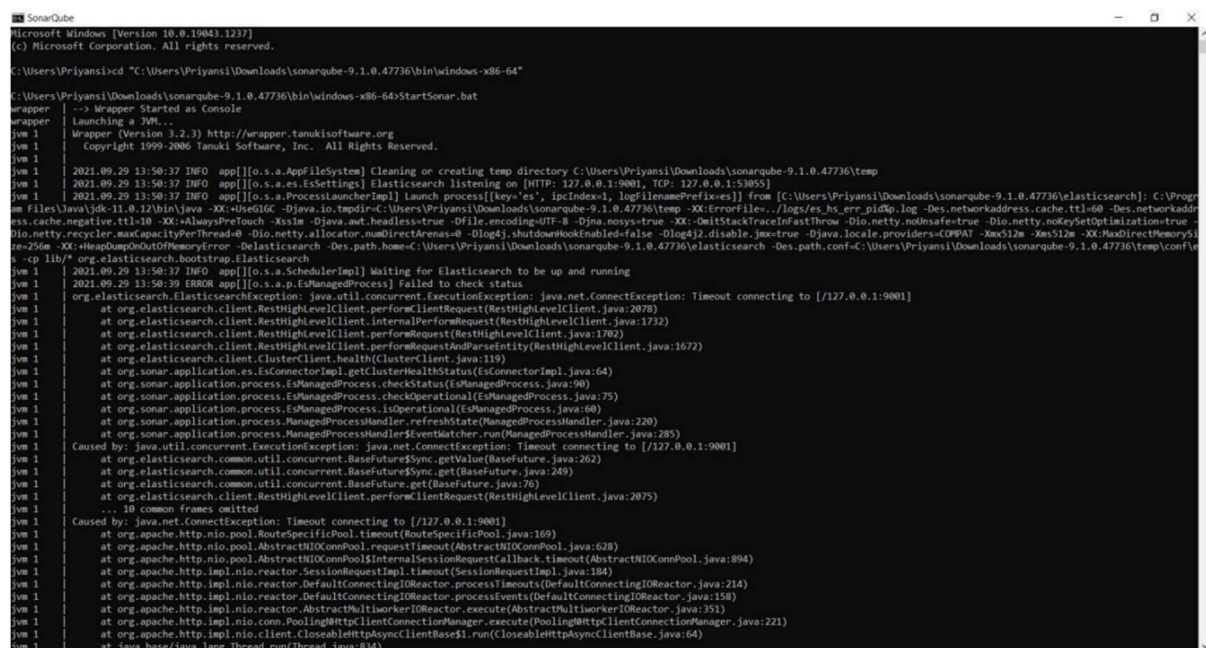 SonarQube
Microsoft Windows [Version 10.0.19043.1237]
(c) Microsoft Corporation. All rights reserved.
C:\Users\Priyansi>cd "C:\Users\Priyansi\Downloads\sonarqube-9.1.0.47736\bin\windows-x86-64"
C:\Users\Priyansi\Downloads\sonarqube-9.1.0.47736\bin\windows-x86-64>StartSonar.bat
wrapper | --> Wrapper Started as Console
wrapper | Launching a JVM...
jvm 1 | Wrapper (Version 3.2.3) http://wrapper.tanukisoftware.org
jvm 1 | Copyright 1999-2006 Tanuki Software, Inc. All Rights Reserved.
jvm 1 |
jvm 1 | 2021.09.29 13:50:37 INFO app[][o.s.a.AppFileSystem] Cleaning or creating temp directory C:\Users\Priyansi\Downloads\sonarqube-9.1.0.47736\temp
jvm 1 | 2021.09.29 13:50:37 INFO app[][o.s.a.es.EsSettings] Elasticsearch listening on [HTTP: 127.0.0.1:9001, TCP: 127.0.0.1:53055]
jvm 1 | 2021.09.29 13:50:37 INFO app[][o.s.a.ProcessLauncherImpl] Launch process[[key='es', ipcIndex=1, logFilenamePrefix=es]] from [C:\Users\Priyansi\Downloads\sonarqube-9.1.0.47736\elasticsearch]: C:\Progr
am Files\Java\jdk-11.0.12\bin\java -XX:+UseG1GC -Djava.io.tmpdir=C:\Users\Priyansi\Downloads\sonarqube-9.1.0.47736\temp -XX:ErrorFile=../logs/es_hs_err_pid%p.log -Des.networkaddress.cache.ttl=60 -Des.networkaddr
ess.cache.negative.ttl=10 -XX:+AlwaysPreTouch -Xss1m -Djava.awt.headless=true -Dfile.encoding=UTF-8 -Djna.nosys=true -XX:-OmitStackTraceInFastThrow -Dio.netty.noUnsafe=true -Dio.netty.noKeySetOptimization=true -
Dio.netty.recycler.maxCapacityPerThread=0 -Dio.netty.allocator.numDirectArenas=0 -Dlog4j.shutdownHookEnabled=false -Dlog4j2.disable.jmx=true -Djava.locale.providers=COMPAT -Xmx512m -Xms512m -XX:MaxDirectMemorySi
ze=256m -XX:+HeapDumpOnOutOfMemoryError -Delasticsearch -Des.path.home=C:\Users\Priyansi\Downloads\sonarqube-9.1.0.47736\elasticsearch -Des.path.conf=C:\Users\Priyansi\Downloads\sonarqube-9.1.0.47736\temp\conf\e
s -cp lib/* org.elasticsearch.bootstrap.Elasticsearch
jvm 1 | 2021.09.29 13:50:37 INFO app[][o.s.a.SchedulerImpl] Waiting for Elasticsearch to be up and running
jvm 1 | 2021.09.29 13:50:39 ERROR app[][o.s.a.p.EsManagedProcess] Failed to check status
jvm 1 | org.elasticsearch.ElasticsearchException: java.util.concurrent.ExecutionException: java.net.ConnectException: Timeout connecting to [/127.0.0.1:9001]
jvm 1 | at org.elasticsearch.client.RestHighLevelClient.performClientRequest(RestHighLevelClient.java:2078)
jvm 1 | at org.elasticsearch.client.RestHighLevelClient.internalPerformRequest(RestHighLevelClient.java:1732)
jvm 1 | at org.elasticsearch.client.RestHighLevelClient.performRequest(RestHighLevelClient.java:1702)
jvm 1 | at org.elasticsearch.client.RestHighLevelClient.performRequestAndParseEntity(RestHighLevelClient.java:1672)
jvm 1 | at org.elasticsearch.client.ClusterClient.health(ClusterClient.java:119)
jvm 1 | at org.sonar.application.es.EsConnectorImpl.getClusterHealthStatus(EsConnectorImpl.java:64)
jvm 1 | at org.sonar.application.process.EsManagedProcess.checkStatus(EsManagedProcess.java:90)
jvm 1 | at org.sonar.application.process.EsManagedProcess.checkOperational(EsManagedProcess.java:75)
jvm 1 | at org.sonar.application.process.EsManagedProcess.isOperational(EsManagedProcess.java:60)
jvm 1 | at org.sonar.application.process.ManagedProcessHandler.refreshState(ManagedProcessHandler.java:220)
jvm 1 | at org.sonar.application.process.ManagedProcessHandler$EventWatcher.run(ManagedProcessHandler.java:285)
jvm 1 | Caused by: java.util.concurrent.ExecutionException: java.net.ConnectException: Timeout connecting to [/127.0.0.1:9001]
jvm 1 | at org.elasticsearch.common.util.concurrent.BaseFuture$Sync.getValue(BaseFuture.java:262)
jvm 1 | at org.elasticsearch.common.util.concurrent.BaseFuture$Sync.get(BaseFuture.java:249)
jvm 1 | at org.elasticsearch.common.util.concurrent.BaseFuture.get(BaseFuture.java:76)
jvm 1 | at org.elasticsearch.client.RestHighLevelClient.performClientRequest(RestHighLevelClient.java:2075)
jvm 1 | ... 10 common frames omitted
jvm 1 | Caused by: java.net.ConnectException: Timeout connecting to [/127.0.0.1:9001]
jvm 1 | at org.apache.http.nio.pool.RouteSpecificPool.timeout(RouteSpecificPool.java:169)
jvm 1 | at org.apache.http.nio.pool.AbstractNIOConnPool.requestTimeout(AbstractNIOConnPool.java:628)
jvm 1 | at org.apache.http.nio.pool.AbstractNIOConnPool$InternalSessionRequestCallback.timeout(AbstractNIOConnPool.java:894)
jvm 1 | at org.apache.http.impl.nio.reactor.SessionRequestImpl.timeout(SessionRequestImpl.java:184)
jvm 1 | at org.apache.http.impl.nio.reactor.DefaultConnectingIOReactor.processTimeouts(DefaultConnectingIOReactor.java:214)
jvm 1 | at org.apache.http.impl.nio.reactor.DefaultConnectingIOReactor.processEvents(DefaultConnectingIOReactor.java:158)
jvm 1 | at org.apache.http.impl.nio.reactor.AbstractMultiworkerIOReactor.execute(AbstractMultiworkerIOReactor.java:351)
jvm 1 | at org.apache.http.impl.nio.conn.PoolingNHttpClientConnectionManager.execute(PoolingNHttpClientConnectionManager.java:221)
jvm 1 | at org.apache.http.impl.nio.client.CloseableHttpAsyncClientBase$1.run(CloseableHttpAsyncClientBase.java:64)
jvm 1 | at java.base/java.lang.Thread.run(Thread.java:834)